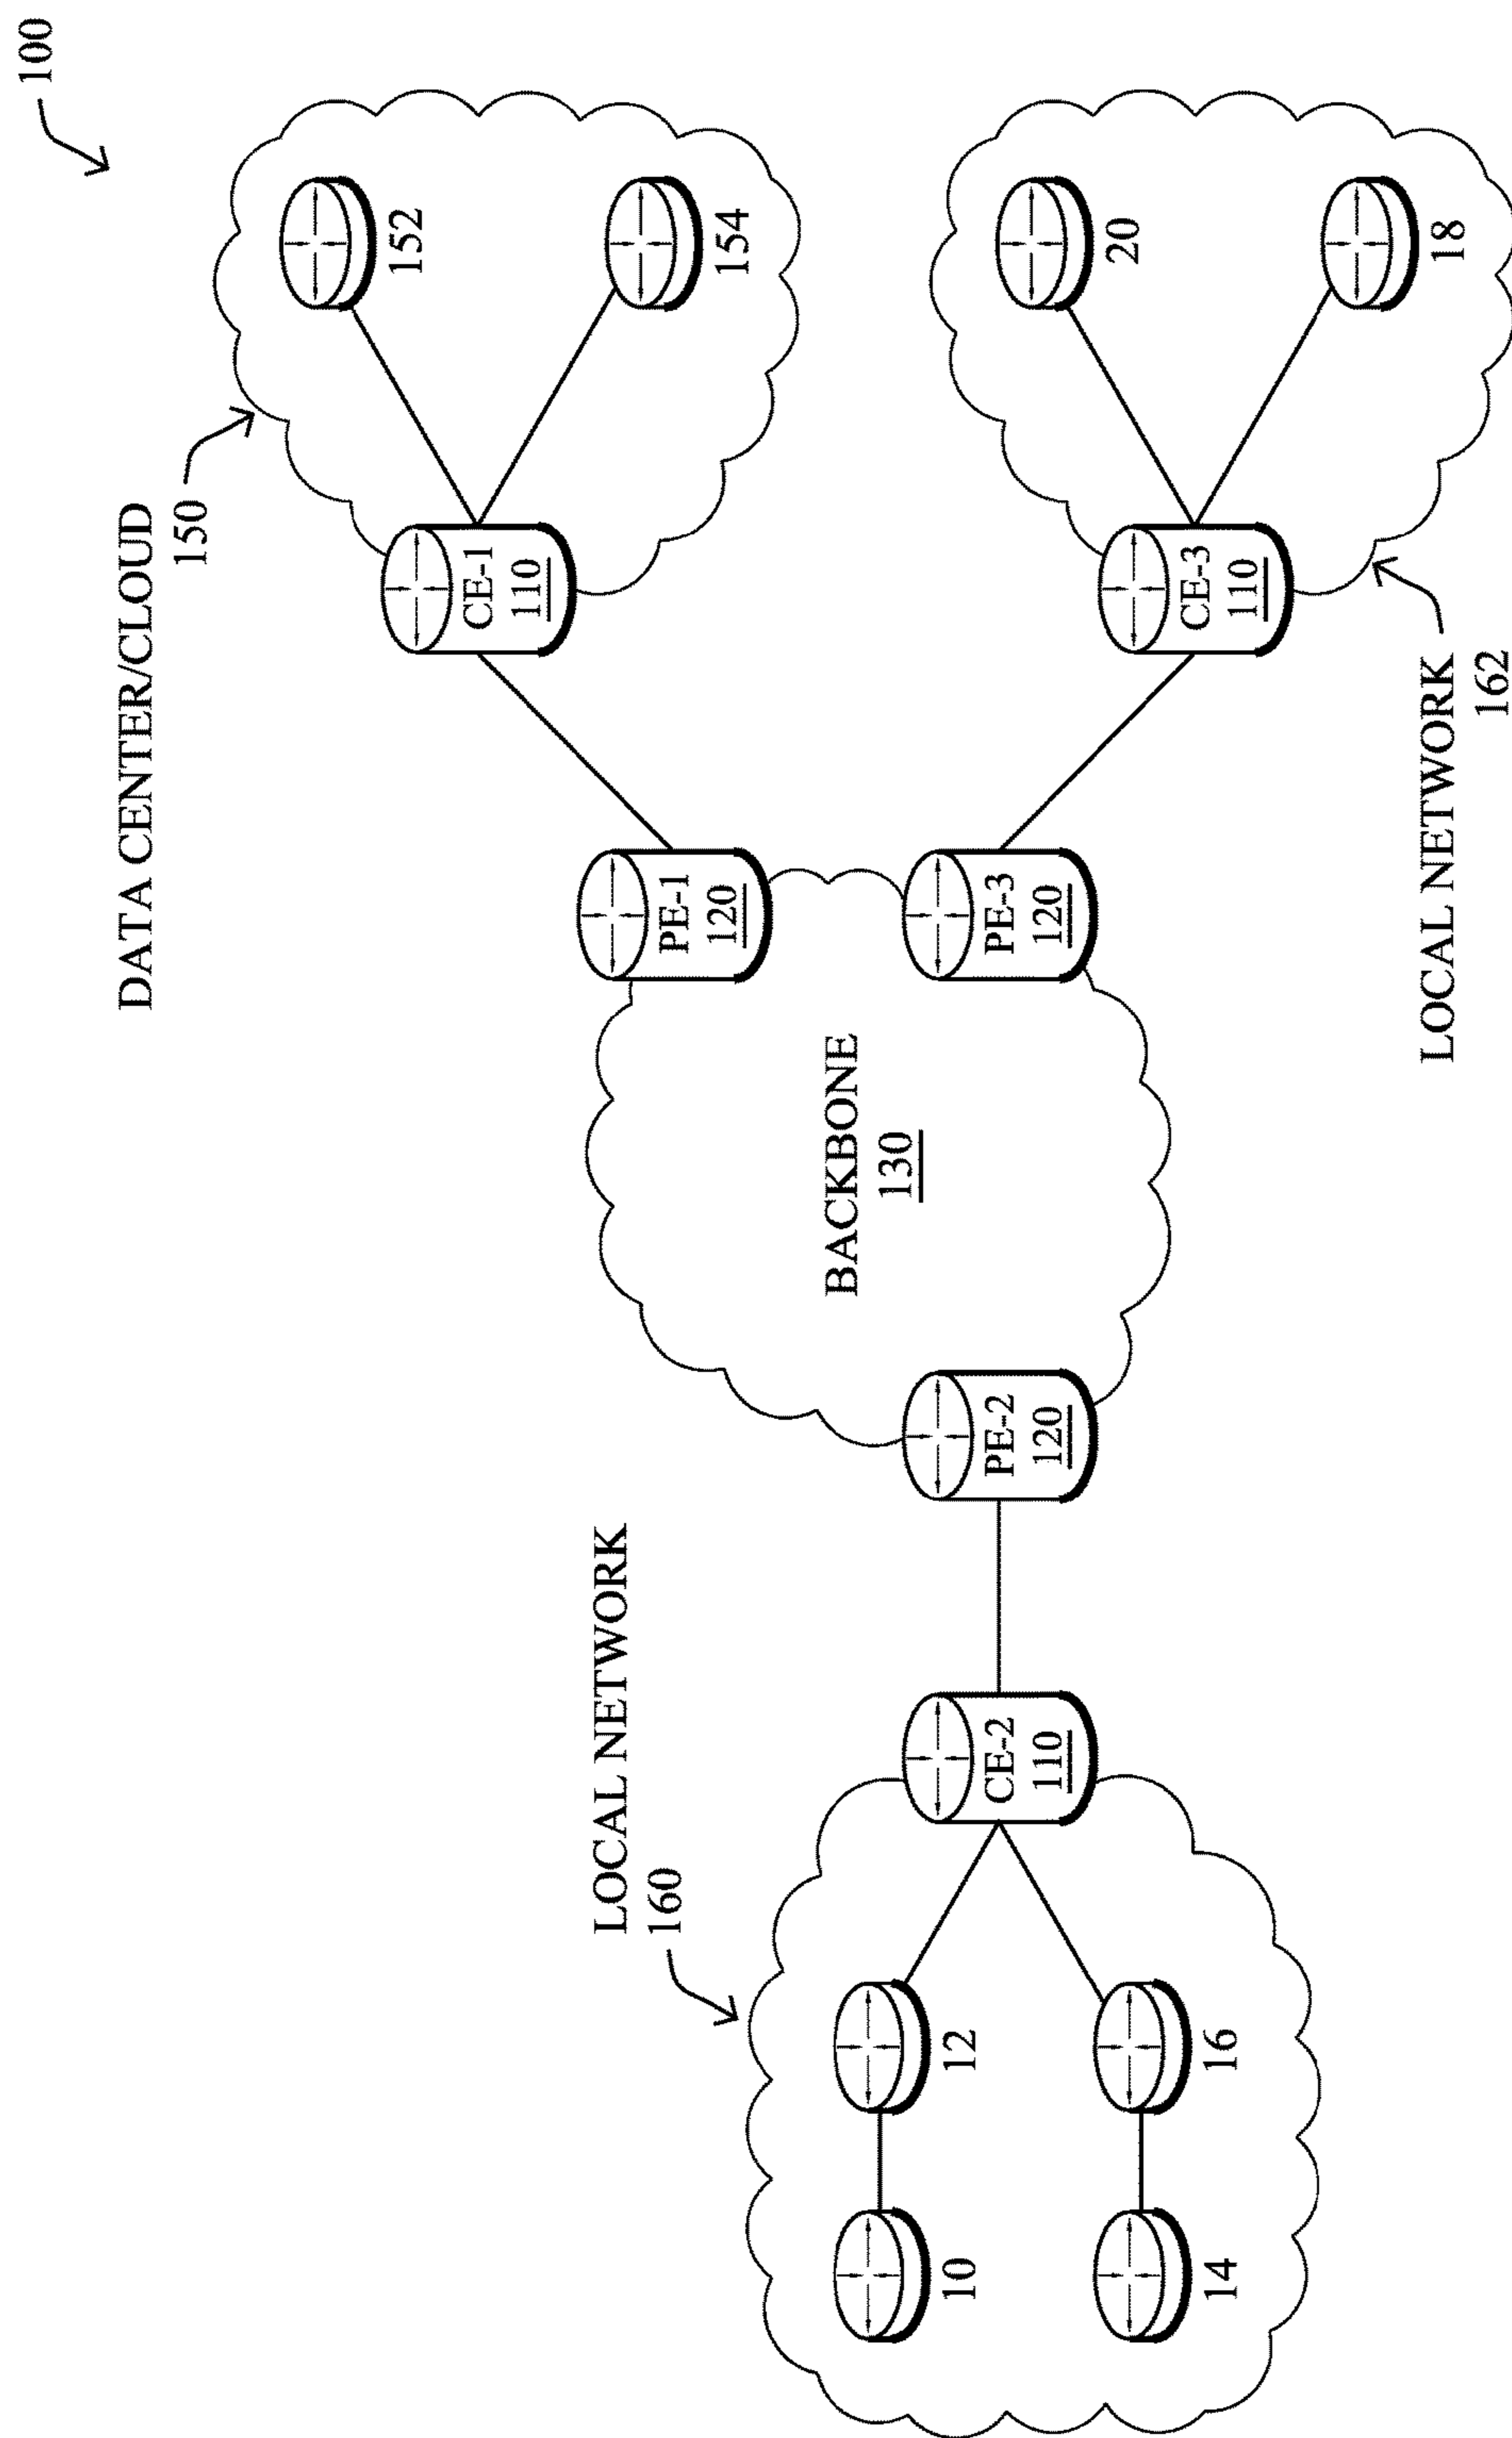 100
DATA CENTER/CLOUD
150
152
CE-1
110
154
PE-1
120
LOCAL NETWORK
160
BACKBONE
130
10
12
CE-2
110
PE-2
120
PE-3
120
CE-3
110
20
14
16
18
LOCAL NETWORK
162